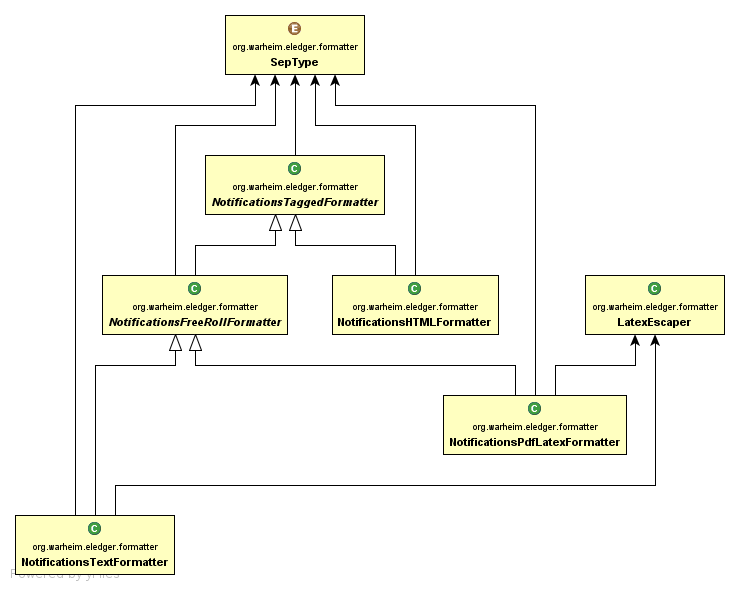 E
org.warheim.eledger.formatter
SepType
C
org.warheim.eledger.formatter
NotificationsTaggedFormatter
C
org.warheim.eledger.formatter
NotificationsFreeRollFormatter
C
org.warheim.eledger.formatter
NotificationsHTMLFormatter
C
org.warheim.eledger.formatter
LatexEscaper
C
org.warheim.eledger.formatter
NotificationsPdfLatexFormatter
C
org.warheim.eledger.formatter
NotificationsTextFormatter
Powered by yFiles